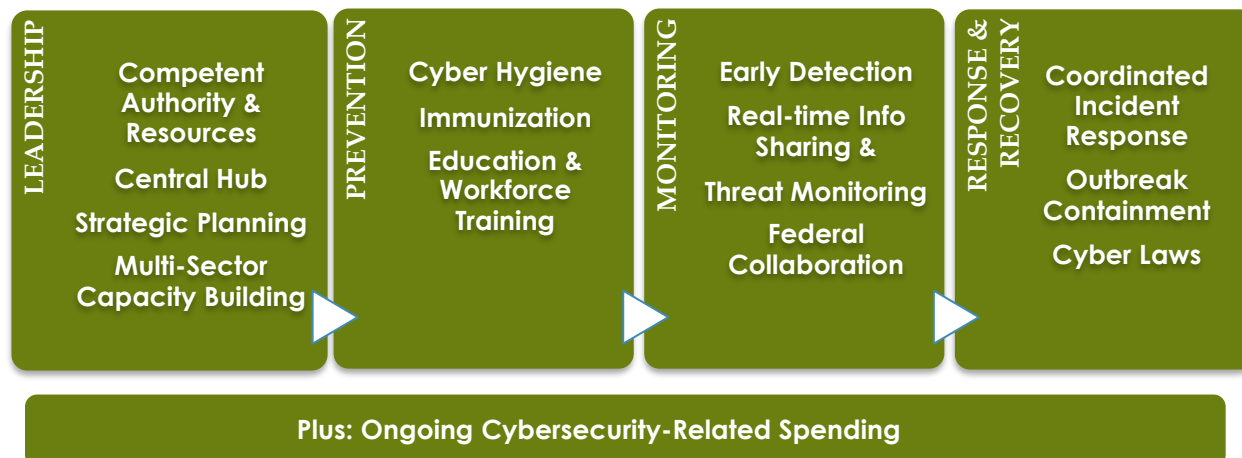 LEADERSHIP
Competent
Authority &
Resources
Central Hub
Strategic Planning
Multi-Sector
Capacity Building
PREVENTION
Cyber Hygiene
Immunization
Education &
Workforce
Training
MONITORING
Early Detection
Real-time Info
Sharing &
Threat Monitoring
Federal
Collaboration
RESPONSE &
RECOVERY
Coordinated
Incident
Response
Outbreak
Containment
Cyber Laws
Plus: Ongoing Cybersecurity-Related Spending